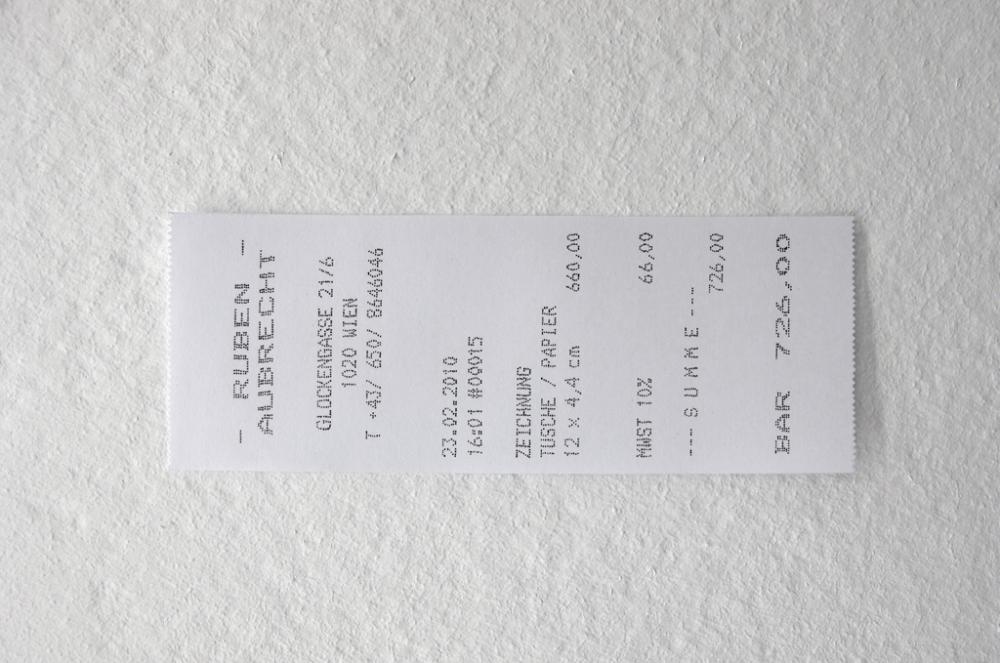 - RUBEN -
AUBRECHT
GLOCKENGASSE 21/6
1020 WIEN
T +43/ 650/ 8646046
23.02.2010
16:01 #00015
ZEICHNUNG
TUSCHE / PAPIER
12 x 4,4 cm 660,00
MWST 10% 66,00
--- S U M M E ---
726,00
BAR 726,00